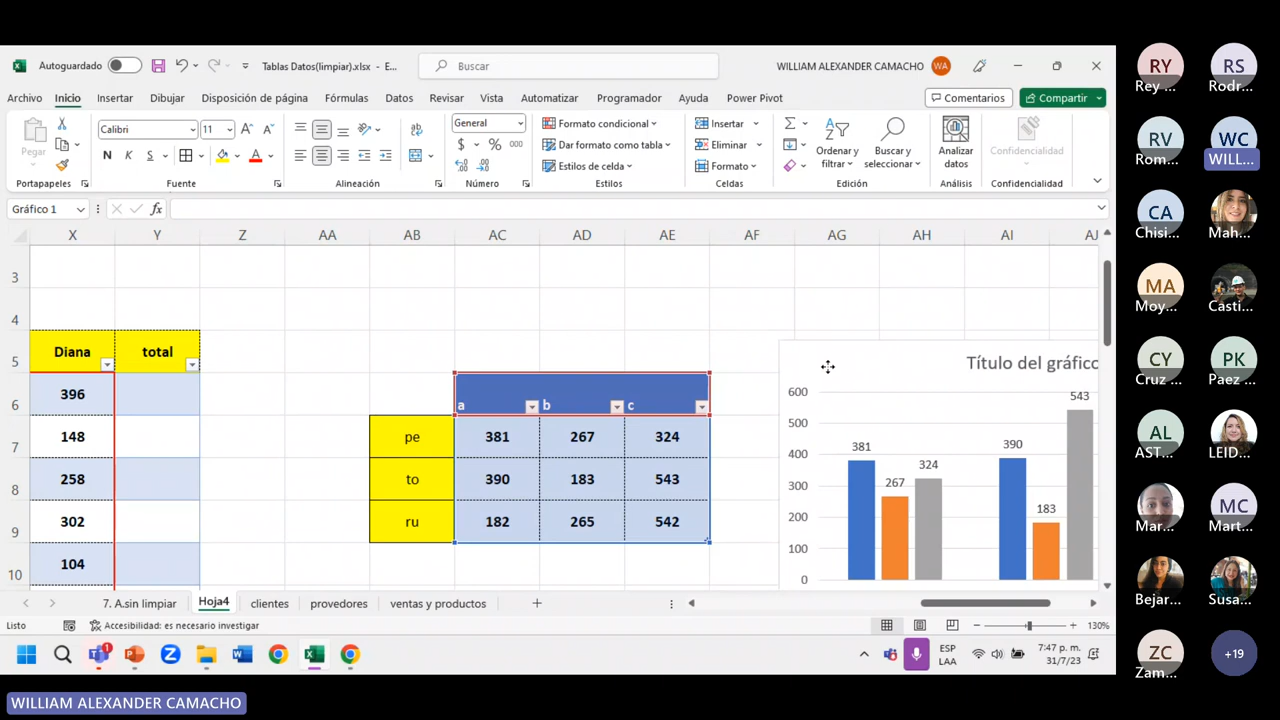 Autoguardado
Tablas Datos(limpiar).xlsx - E...
Buscar
WILLIAM ALEXANDER CAMACHO
WA
Archivo Inicio Insertar Dibujar Disposición de página Fórmulas Datos Revisar Vista Automatizar Programador Ayuda Power Pivot
Comentarios
Compartir
Pegar
Portapapeles
Calibri 11
N K S
Fuente
Alineación
General
$ % 000
Número
Formato condicional
Dar formato como tabla
Estilos de celda
Estilos
Insertar
Eliminar
Formato
Celdas
Ordenar y filtrar
Buscar y seleccionar
Edición
Analizar datos
Análisis
Confidencialidad
Confidencialidad
Gráfico 1
fx
X Y Z AA AB AC AD AE AF AG AH AI AJ
3
4
5 Diana total
6 396 a b c
7 148 pe 381 267 324
8 258 to 390 183 543
9 302 ru 182 265 542
10 104
Título del gráfico
600
500
400
300
200
100
0
381 267 324 390 183 543
7. A.sin limpiar Hoja4 clientes provedores ventas y productos
Listo
Accesibilidad: es necesario investigar
130%
1
ESP
LAA
7:47 p. m.
31/7/23
WILLIAM ALEXANDER CAMACHO
RY RS
Rey ... Rodr...
RV WC
Rom... WILL...
CA
Chisi... Mah...
MA
Moy... Casti...
CY PK
Cruz ... Paez ...
AL
AST... LEID...
MC
Mar... Mart...
Bejar... Susa...
ZC +19
Zam...